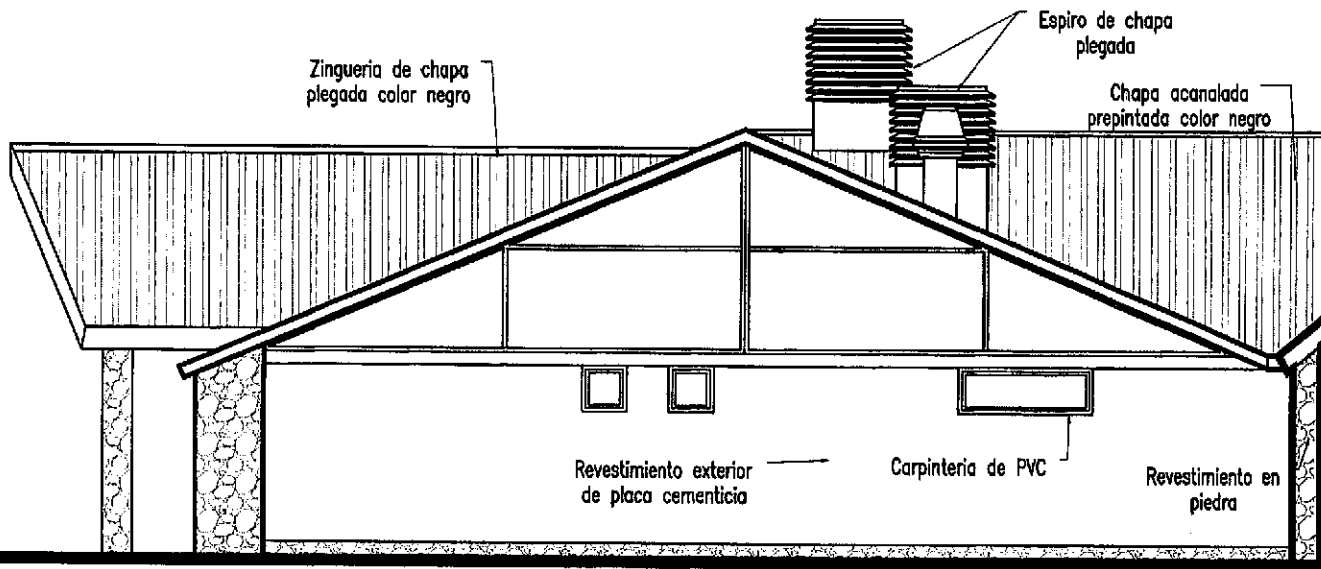 Espiro de chapa
plegada
Zingueria de chapa
plegada color negro
Chapa acanalada
prepintada color negro
Revestimiento exterior
de placa cementicia
Carpinteria de PVC
Revestimiento en
piedra